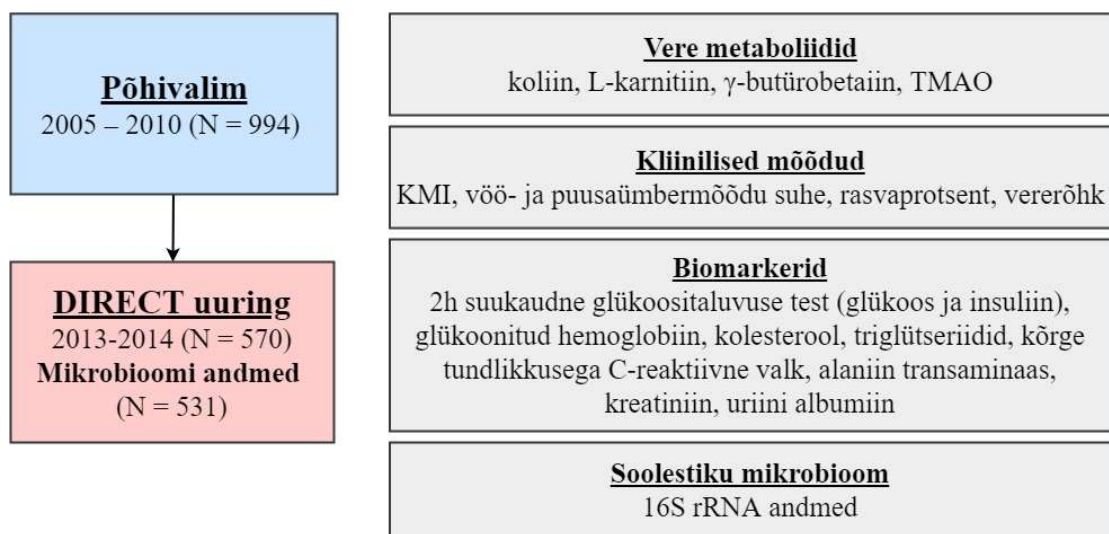 Põhivalim
2005 – 2010 (N = 994)
DIRECT uuring
2013-2014 (N = 570)
Mikrobioomi andmed
(N = 531)
Vere metaboliidid
koliin, L-karnitiin, γ-butürobetaiin, TMAO
Kliinilised mõõdud
KMI, vöö- ja puusaümbermõõdu suhe, rasvaprotsent, vererõhk
Biomarkerid
2h suukaudne glükoositaluvuse test (glükoos ja insuliin),
glükoonitud hemoglobiin, kolesterool, triglütseriidid, kõrge
tundlikkusega C-reaktiivne valk, alaniin transaminaas,
kreatiniin, uriini albumiin
Soolestiku mikrobioom
16S rRNA andmed